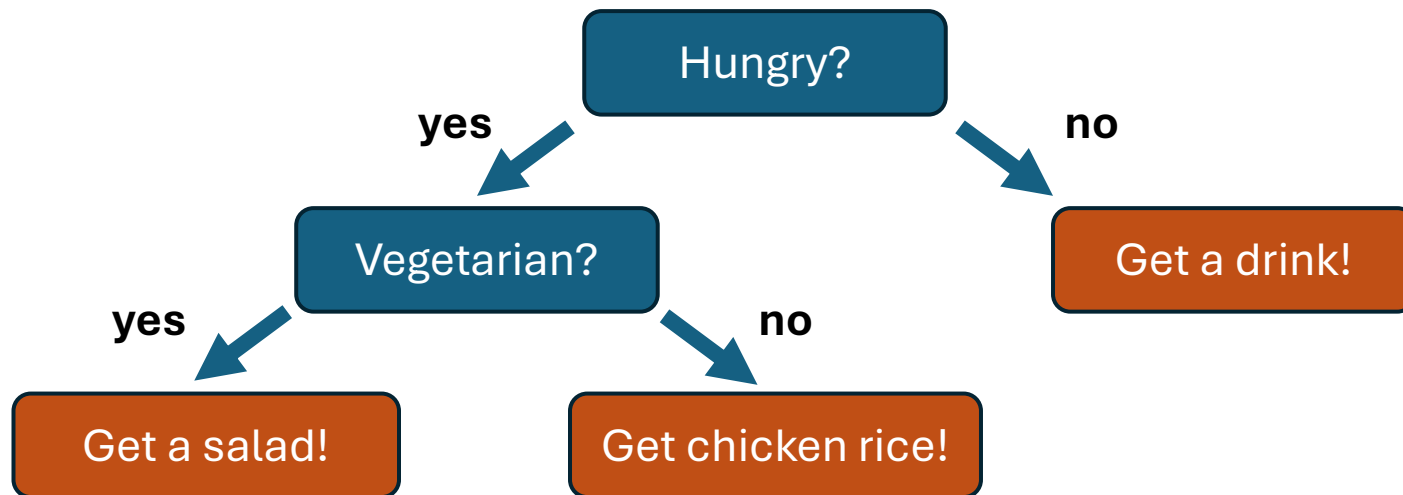 Hungry?
yes
no
Vegetarian?
Get a drink!
yes
no
Get a salad!
Get chicken rice!